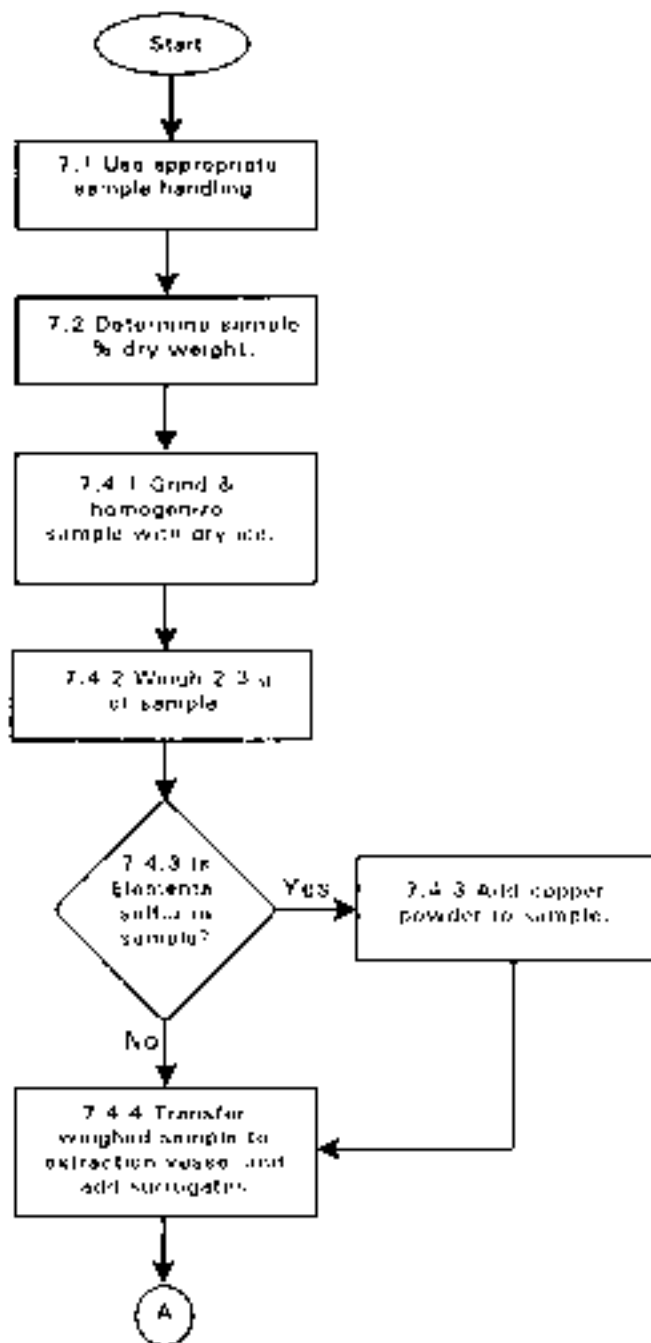 Start
7.1 Use appropriate
sample handling
7.2 Determine sample
% dry weight.
7.4.1 Grind &
homogenize
sample with dry ice.
7.4.2 Weigh 2-3 g
of sample
7.4.3 Is
Elemental
sulfur in
sample?
Yes
7.4.3 Add copper
powder to sample.
No
7.4.4 Transfer
weighed sample to
extraction vessel and
add surrogates
A